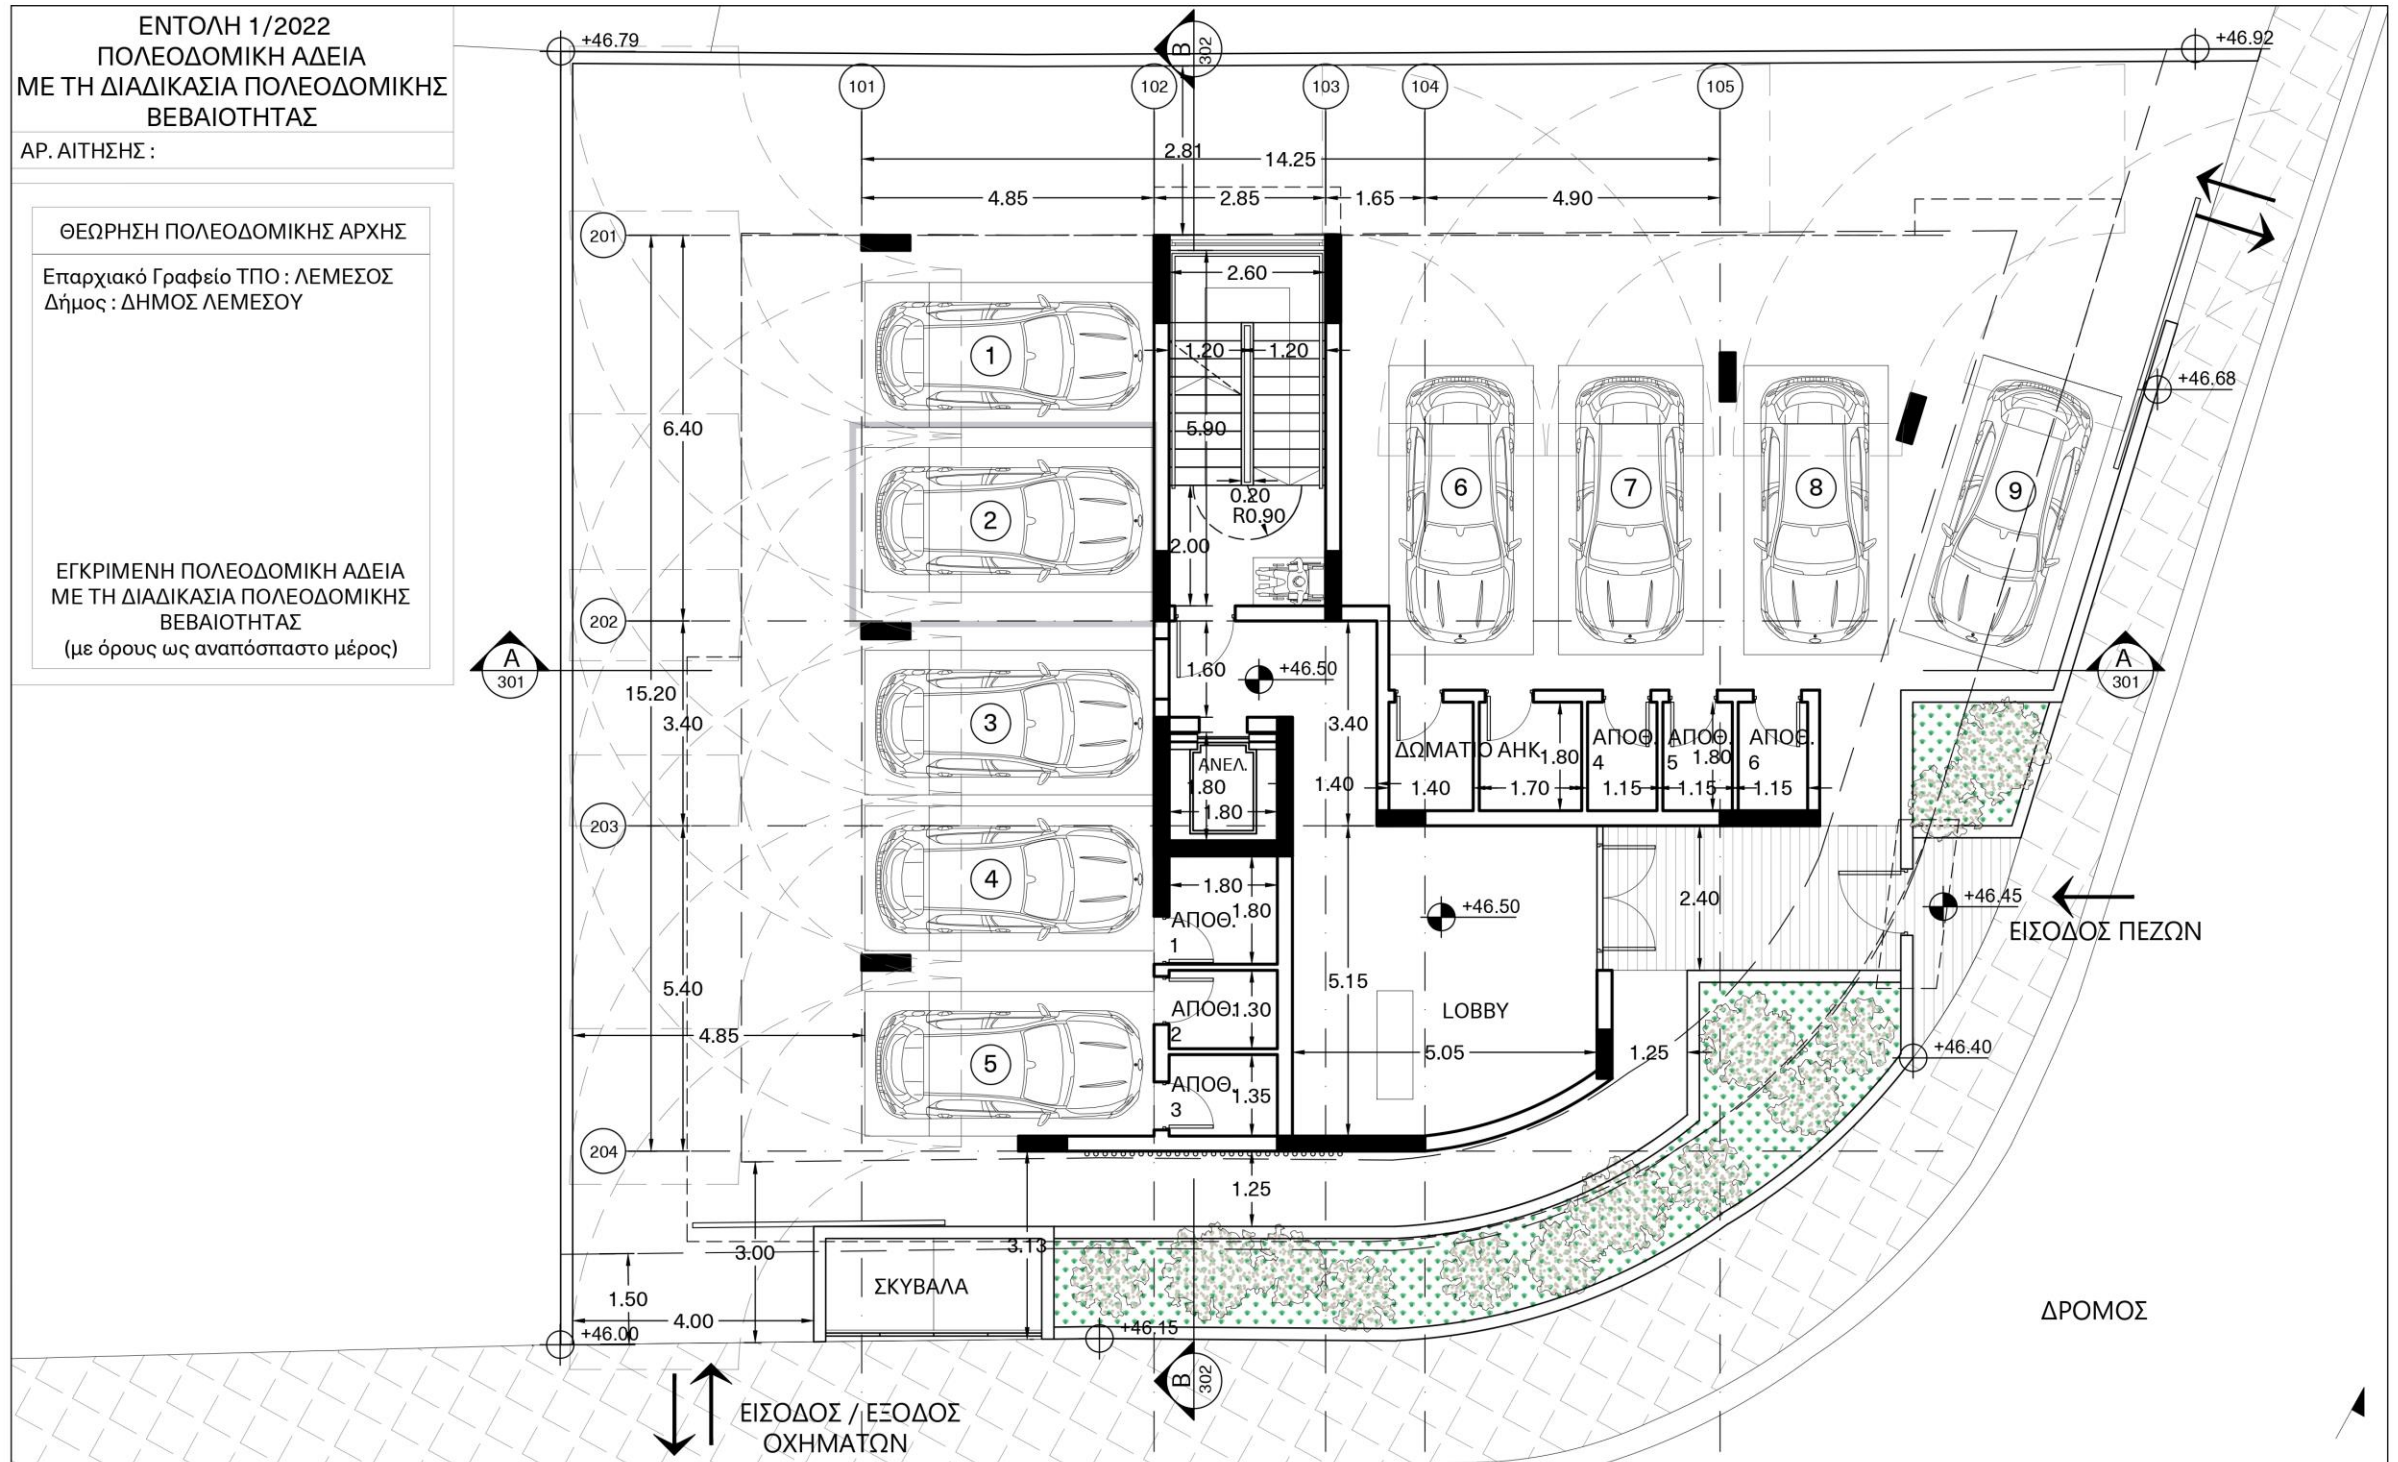 ΕΝΤΟΛΗ 1/2022
ΠΟΛΕΟΔΟΜΙΚΗ ΑΔΕΙΑ
ΜΕ ΤΗ ΔΙΑΔΙΚΑΣΙΑ ΠΟΛΕΟΔΟΜΙΚΗΣ
ΒΕΒΑΙΟΤΗΤΑΣ
ΑΡ. ΑΙΤΗΣΗΣ :
ΘΕΩΡΗΣΗ ΠΟΛΕΟΔΟΜΙΚΗΣ ΑΡΧΗΣ
Επαρχιακό Γραφείο ΤΠΟ : ΛΕΜΕΣΟΣ
Δήμος : ΔΗΜΟΣ ΛΕΜΕΣΟΥ
ΕΓΚΡΙΜΕΝΗ ΠΟΛΕΟΔΟΜΙΚΗ ΑΔΕΙΑ
ΜΕ ΤΗ ΔΙΑΔΙΚΑΣΙΑ ΠΟΛΕΟΔΟΜΙΚΗΣ
ΒΕΒΑΙΟΤΗΤΑΣ
(με όρους ως αναπόσπαστο μέρος)
+46.79
B
302
+46.92
101
102
103
104
105
2.81
14.25
4.85
2.85
1.65
4.90
201
2.60
1
1.20
1.20
+46.68
6.40
5.90
2
6
7
8
9
0.20
R0.90
2.00
202
A
301
1.60
+46.50
A
301
15.20
3.40
3
3.40
ΔΩΜΑΤΙΟ ΑΗΚ
1.80
ΑΠΟΘ.
4
ΑΠΟΘ.
5
1.80
ΑΠΟΘ.
6
ΑΝΕΛ.
1.80
1.80
1.40
1.40
1.70
1.15
1.15
1.15
203
4
1.80
1.80
ΑΠΟΘ.
1
+46.50
2.40
+46.45
ΕΙΣΟΔΟΣ ΠΕΖΩΝ
5.40
5.15
ΑΠΟΘ.
2
1.30
LOBBY
4.85
5
5.05
1.25
+46.40
ΑΠΟΘ.
3
1.35
204
1.25
3.00
3.13
ΣΚΥΒΑΛΑ
1.50
4.00
+46.00
+46.15
ΔΡΟΜΟΣ
B
302
ΕΙΣΟΔΟΣ / ΕΞΟΔΟΣ
ΟΧΗΜΑΤΩΝ